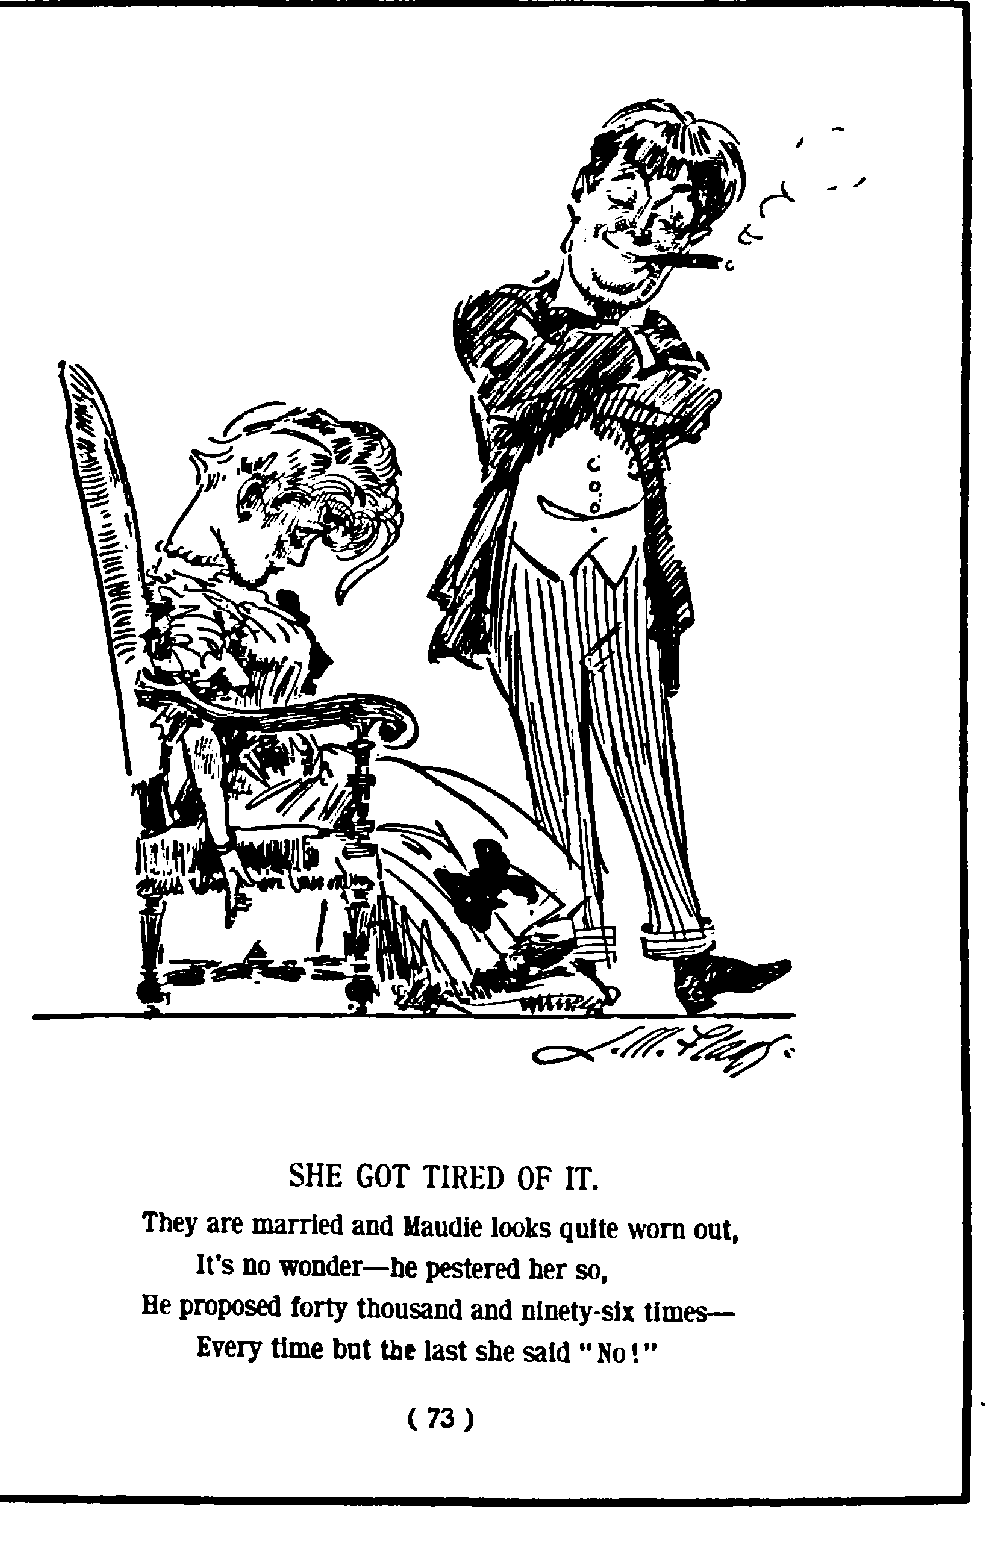 J. M. Flagg.
SHE GOT TIRED OF IT.
They are married and Maudie looks quite worn out,
It's no wonder—he pestered her so,
He proposed forty thousand and ninety-six times—
Every time but the last she said "No!"
( 73 )